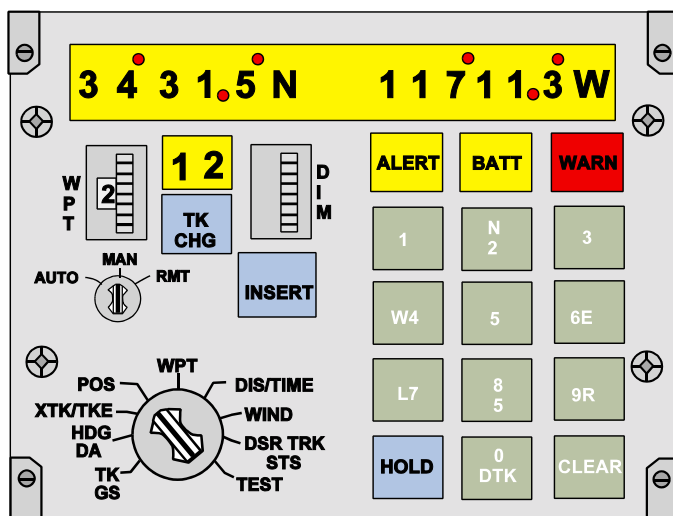 3 4 3 1.5 N 1 1 7 1 1.3 W
WPT
2
1 2
DIM
ALERT
BATT
WARN
TK
CHG
1
N
2
3
MAN
AUTO
RMT
INSERT
W4
5
6E
WPT
POS
DIS/TIME
XTK/TKE
WIND
HDG
DA
DSR TRK
STS
TK
GS
TEST
L7
8
5
9R
HOLD
0
DTK
CLEAR